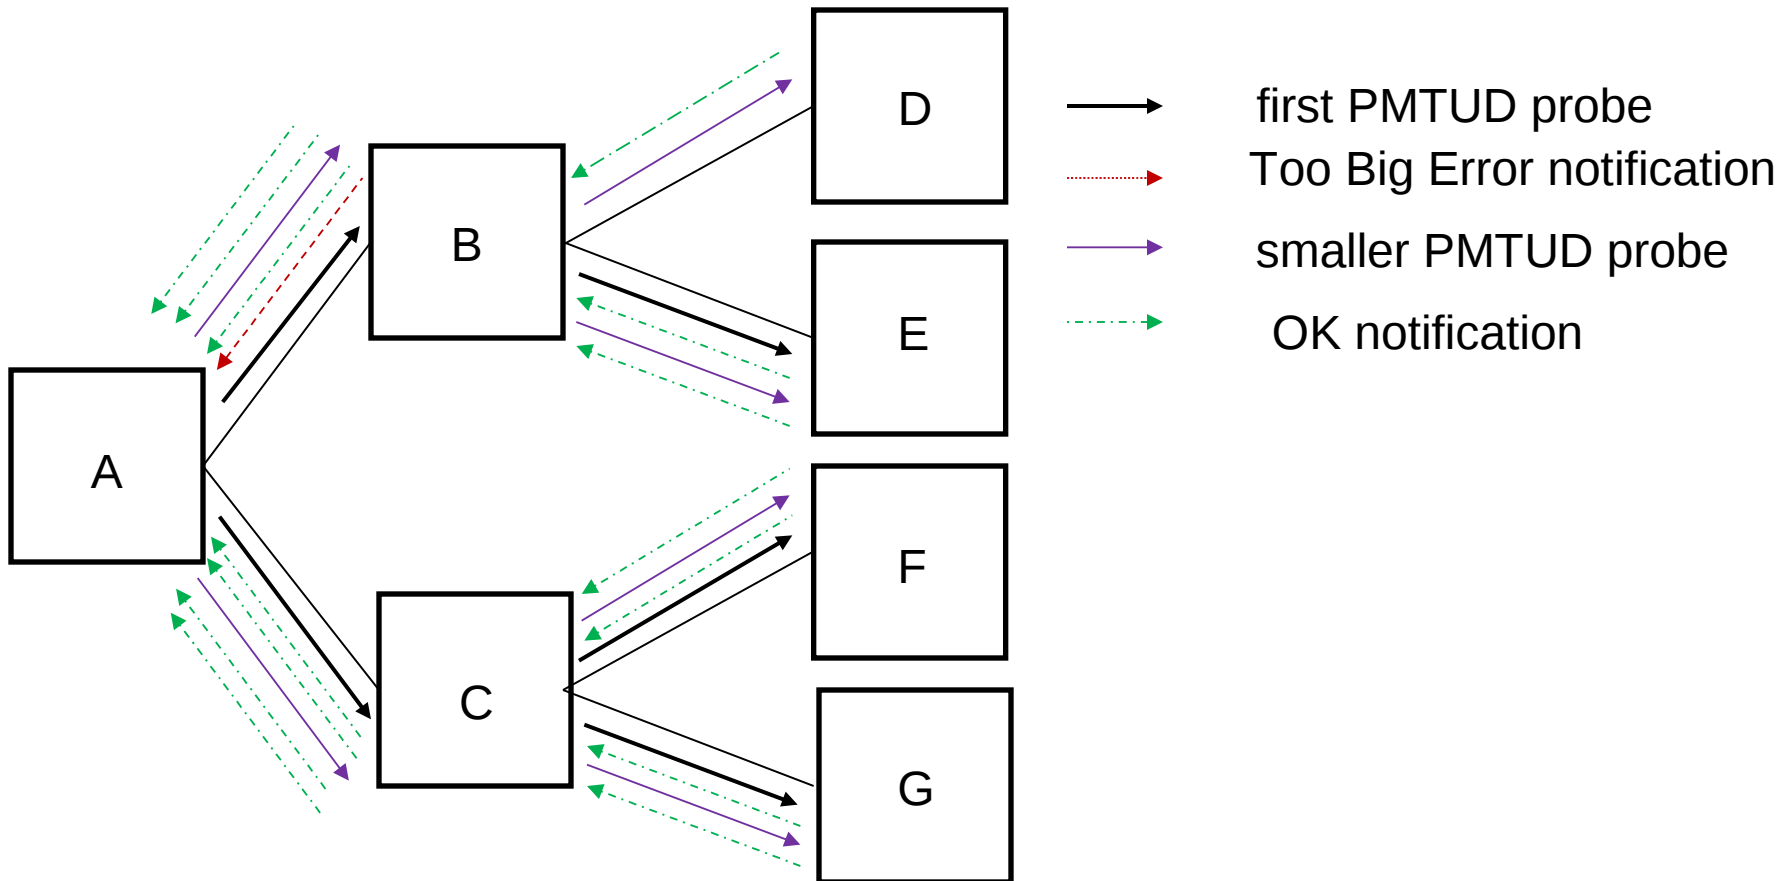 D
first PMTUD probe
Too Big Error notification
B
smaller PMTUD probe
E
OK notification
A
F
C
G